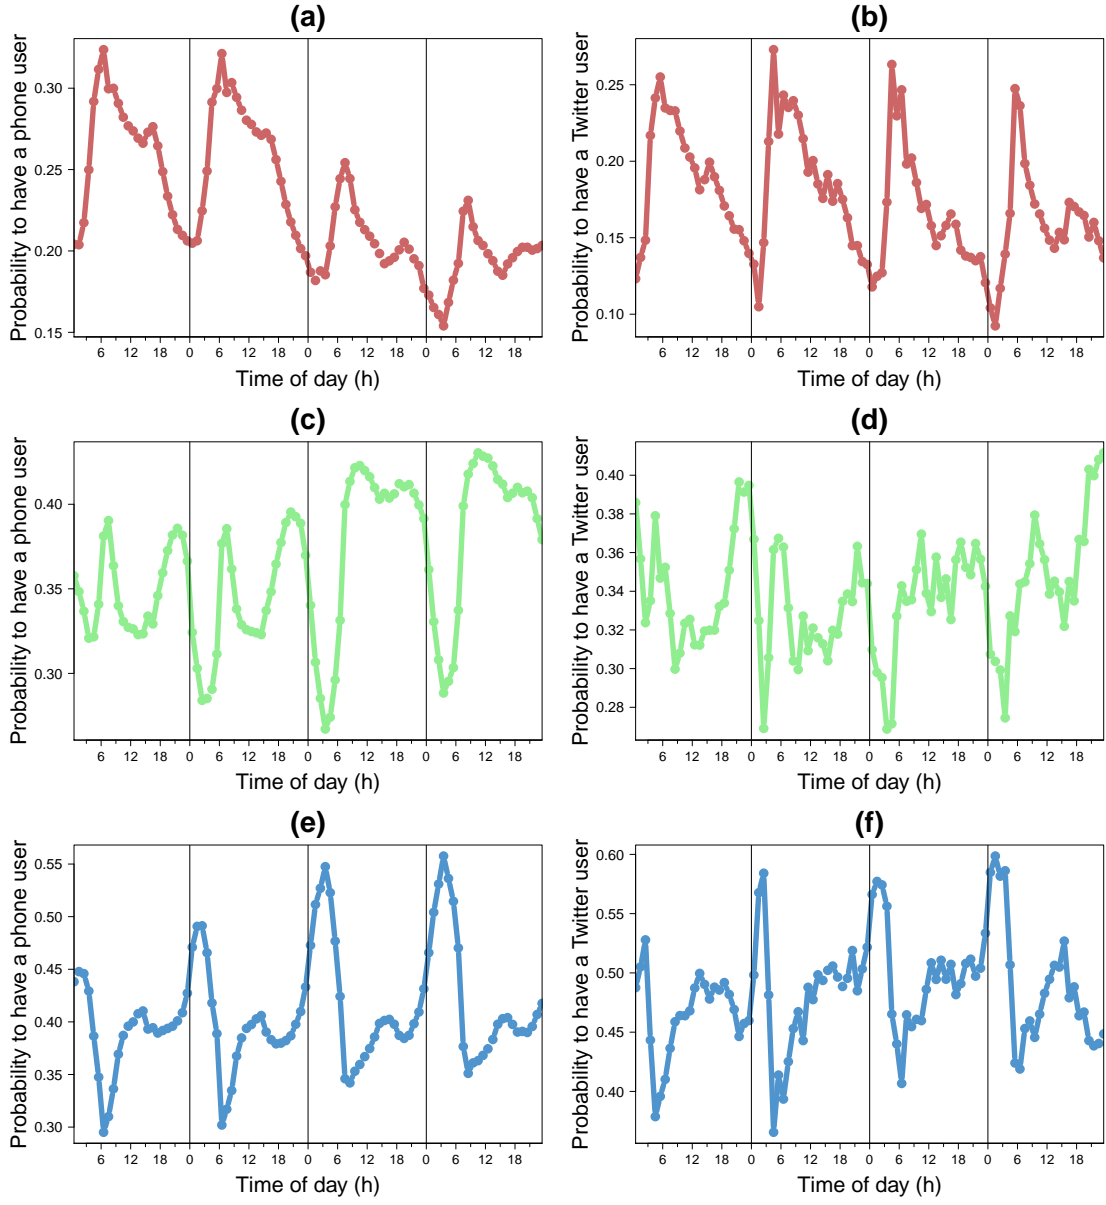 (a)
Probability to have a phone user
0.30
0.25
0.20
0.15
6 12 18 0 6 12 18 0 6 12 18 0 6 12 18
Time of day (h)
(b)
Probability to have a Twitter user
0.25
0.20
0.15
0.10
6 12 18 0 6 12 18 0 6 12 18 0 6 12 18
Time of day (h)
(c)
Probability to have a phone user
0.40
0.35
0.30
6 12 18 0 6 12 18 0 6 12 18 0 6 12 18
Time of day (h)
(d)
Probability to have a Twitter user
0.40
0.38
0.36
0.34
0.32
0.30
0.28
6 12 18 0 6 12 18 0 6 12 18 0 6 12 18
Time of day (h)
(e)
Probability to have a phone user
0.55
0.50
0.45
0.40
0.35
0.30
6 12 18 0 6 12 18 0 6 12 18 0 6 12 18
Time of day (h)
(f)
Probability to have a Twitter user
0.60
0.55
0.50
0.45
0.40
6 12 18 0 6 12 18 0 6 12 18 0 6 12 18
Time of day (h)